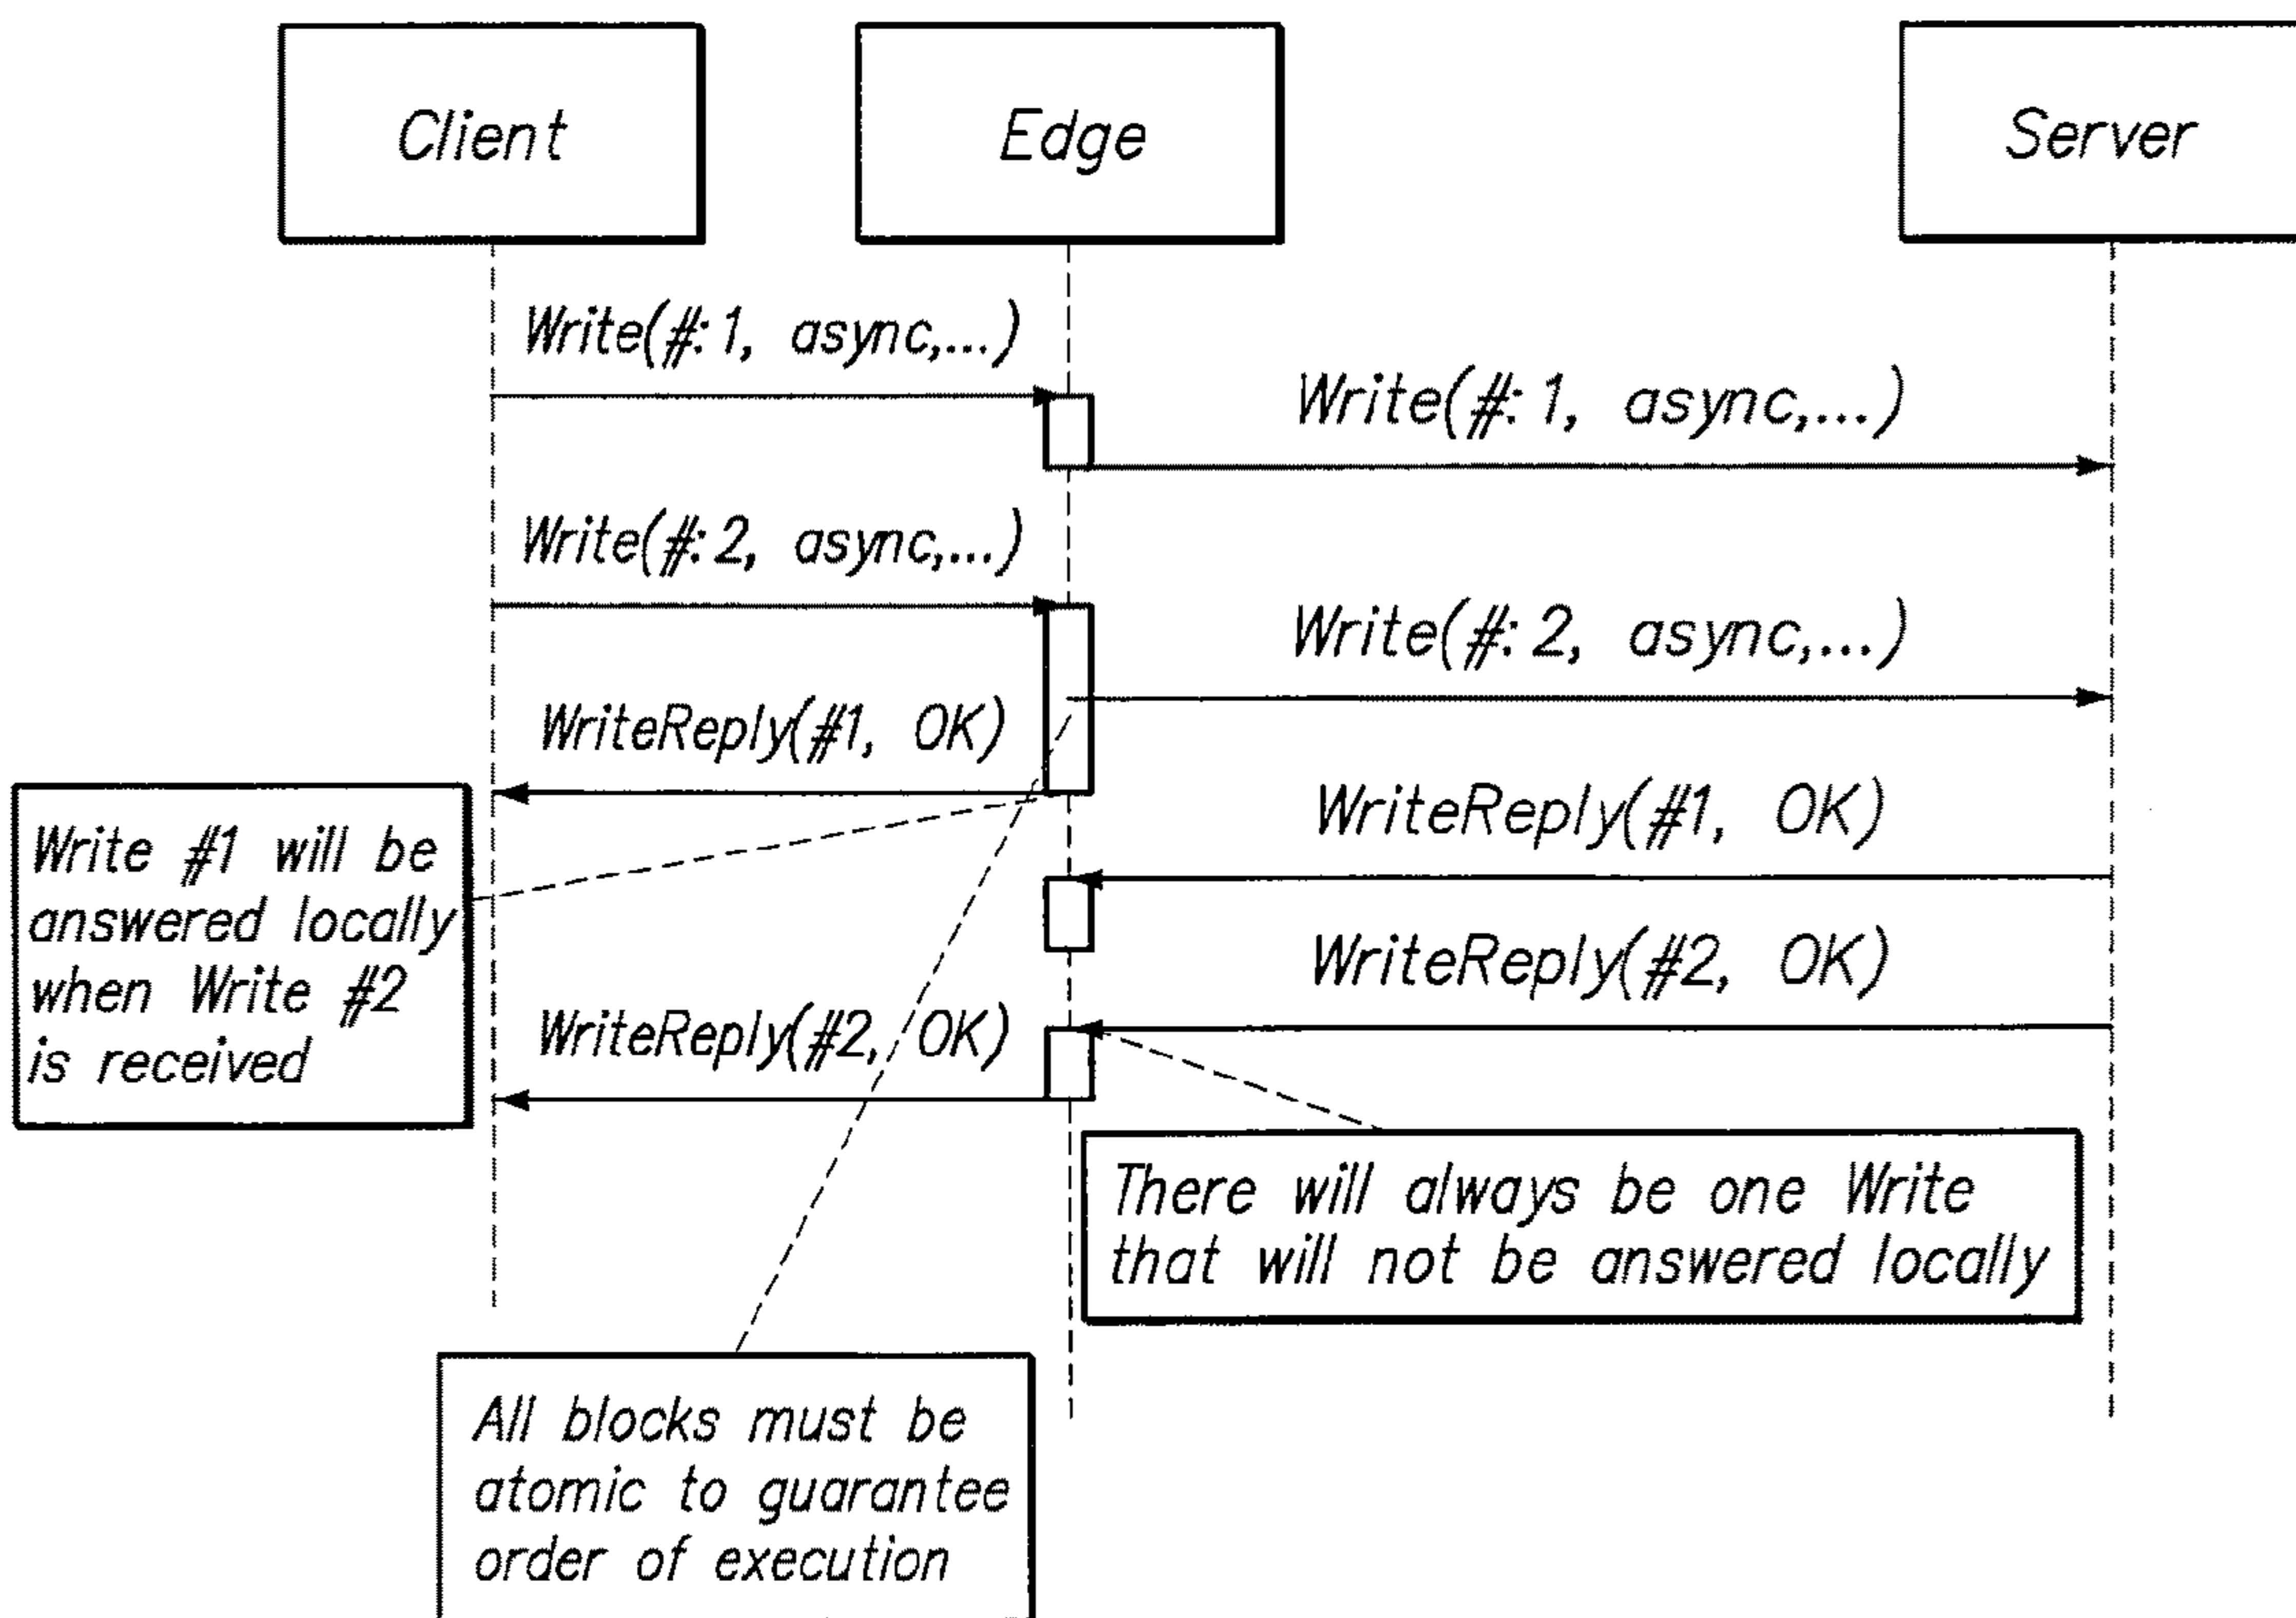 Client
Edge
Server
Write(#:1, async,...)
Write(#:1, async,...)
Write(#:2, async,...)
Write(#:2, async,...)
WriteReply(#1, OK)
WriteReply(#1, OK)
Write #1 will be
answered locally
when Write #2
is received
WriteReply(#2, OK)
WriteReply(#2, OK)
There will always be one Write
that will not be answered locally
All blocks must be
atomic to guarantee
order of execution